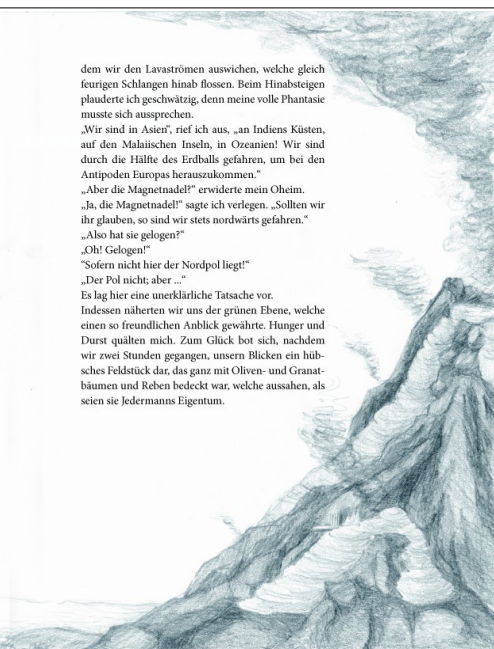 dem wir den Lavaströmen auswichen, welche gleich
feurigen Schlangen hinab flossen. Beim Hinabsteigen
plauderte ich geschwätzig, denn meine volle Phantasie
musste sich aussprechen.
„Wir sind in Asien“, rief ich aus, „an Indiens Küsten,
auf den Malaiischen Inseln, in Ozeanien! Wir sind
durch die Hälfte des Erdballs gefahren, um bei den
Antipoden Europas herauszukommen.“
„Aber die Magnetnadel?“ erwiderte mein Oheim.
„Ja, die Magnetnadel!“ sagte ich verlegen. „Sollten wir
ihr glauben, so sind wir stets nordwärts gefahren.“
„Also hat sie gelogen?“
„Oh! Gelogen!“
“Sofern nicht hier der Nordpol liegt!“
„Der Pol nicht; aber ...“
Es lag hier eine unerklärliche Tatsache vor.
Indessen näherten wir uns der grünen Ebene, welche
einen so freundlichen Anblick gewährte. Hunger und
Durst quälten mich. Zum Glück bot sich, nachdem
wir zwei Stunden gegangen, unsern Blicken ein hüb-
sches Feldstück dar, das ganz mit Oliven- und Granat-
bäumen und Reben bedeckt war, welche aussahen, als
seien sie Jedermanns Eigentum.